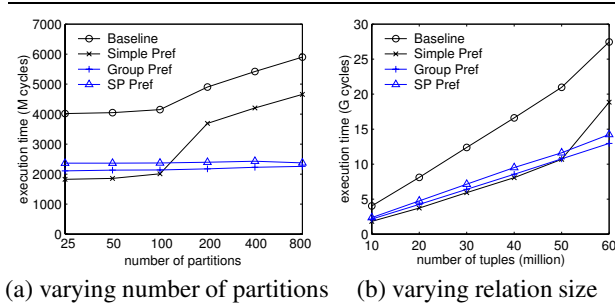 7000
6000
5000
4000
3000
2000
1000
0
execution time (M cycles)
Baseline
Simple Pref
Group Pref
SP Pref
25 50 100 200 400 800
number of partitions
(a) varying number of partitions
30
25
20
15
10
5
0
execution time (G cycles)
Baseline
Simple Pref
Group Pref
SP Pref
10 20 30 40 50 60
number of tuples (million)
(b) varying relation size